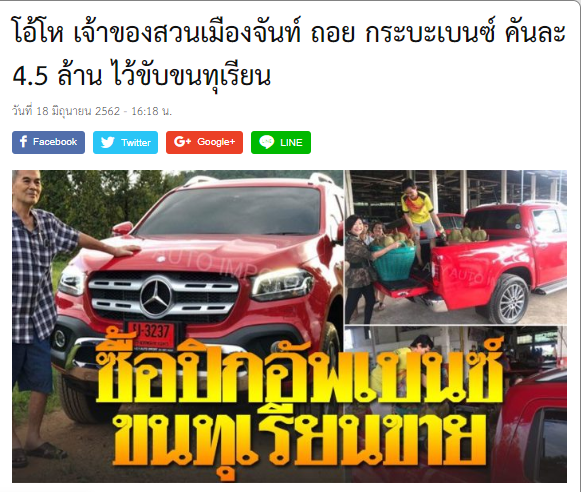 โอ้โห เจ้าของสวนเมืองจันท์ ถอย กระบะเบนซ์ คันละ
4.5 ล้าน ไว้ขับขนทุเรียน
วันที่ 18 มิถุนายน 2562 - 16:18 น.
Facebook
Twitter
Google+
LINE
AUTO IMP
3237
ซื้อปิกอัพเบนซ์
ขนทุเรียนขาย